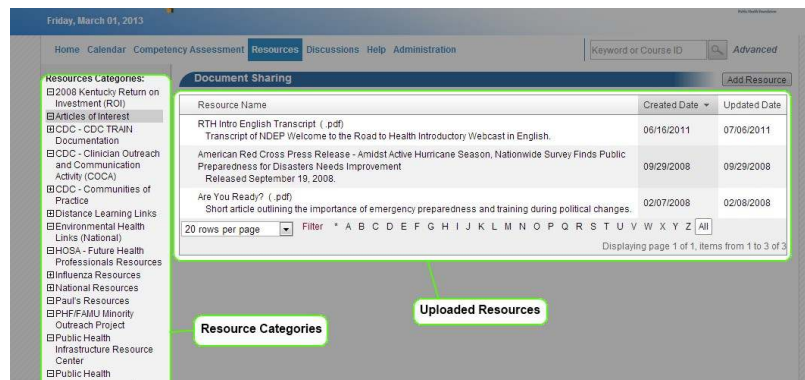 Friday, March 01, 2013
Home Calendar Competency Assessment Resources Discussions Help Administration
Keyword or Course ID
Advanced
Resources Categories:
2008 Kentucky Return on
Investment (ROI)
Articles of Interest
CDC - CDC TRAIN
Documentation
CDC - Clinician Outreach
and Communication
Activity (COCA)
CDC - Communities of
Practice
Distance Learning Links
Environmental Health
Links (National)
HOSA - Future Health
Professionals Resources
Influenza Resources
National Resources
Paul's Resources
PHF/FAMU Minority
Outreach Project
Public Health
Infrastructure Resource
Center
Public Health
Document Sharing
Add Resource
Resource Name Created Date Updated Date
RTH Intro English Transcript (.pdf)
Transcript of NDEP Welcome to the Road to Health Introductory Webcast in English.
06/16/2011 07/06/2011
American Red Cross Press Release - Amidst Active Hurricane Season, Nationwide Survey Finds Public
Preparedness for Disasters Needs Improvement
Released September 19, 2008.
09/29/2008 09/29/2008
Are You Ready? (.pdf)
Short article outlining the importance of emergency preparedness and training during political changes.
02/07/2008 02/08/2008
20 rows per page Filter * A B C D E F G H I J K L M N O P Q R S T U V W X Y Z All
Displaying page 1 of 1, items from 1 to 3 of 3
Uploaded Resources
Resource Categories